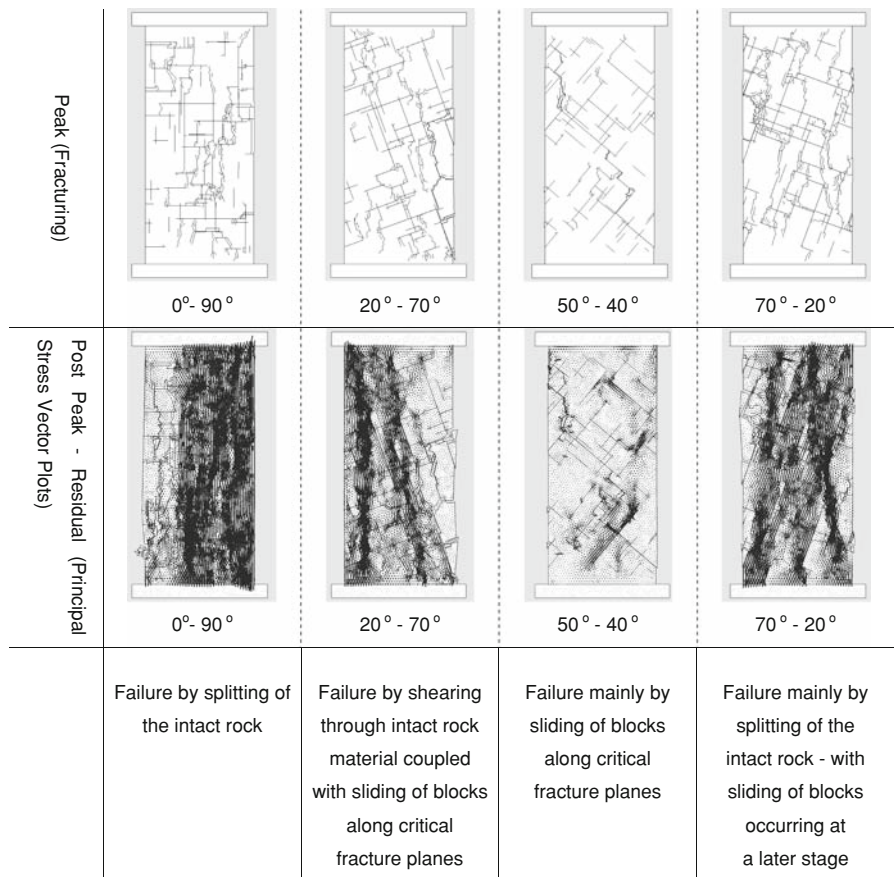 Peak (Fracturing)
0°- 90°
20° - 70°
50° - 40°
70° - 20°
Post Peak - Residual (Principal
Stress Vector Plots)
0°- 90°
20° - 70°
50° - 40°
70° - 20°
Failure by splitting of
the intact rock
Failure by shearing
through intact rock
material coupled
with sliding of blocks
along critical
fracture planes
Failure mainly by
sliding of blocks
along critical
fracture planes
Failure mainly by
splitting of the
intact rock - with
sliding of blocks
occurring at
a later stage